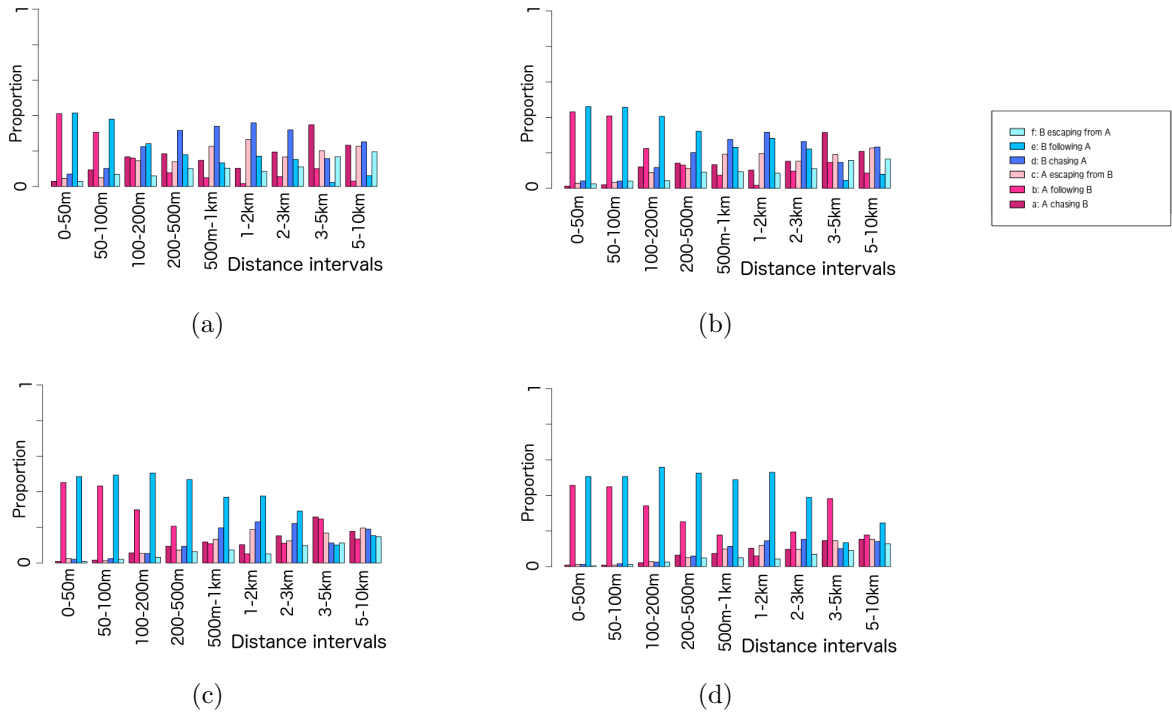 1
Proportion
0
0-50m
50-100m
100-200m
200-500m
500m-1km
1-2km
2-3km
3-5km
5-10km
Distance intervals
(a)
1
Proportion
0
0-50m
50-100m
100-200m
200-500m
500m-1km
1-2km
2-3km
3-5km
5-10km
Distance intervals
(b)
f: B escaping from A
e: B following A
d: B chasing A
c: A escaping from B
b: A following B
a: A chasing B
1
Proportion
0
0-50m
50-100m
100-200m
200-500m
500m-1km
1-2km
2-3km
3-5km
5-10km
Distance intervals
(c)
1
Proportion
0
0-50m
50-100m
100-200m
200-500m
500m-1km
1-2km
2-3km
3-5km
5-10km
Distance intervals
(d)